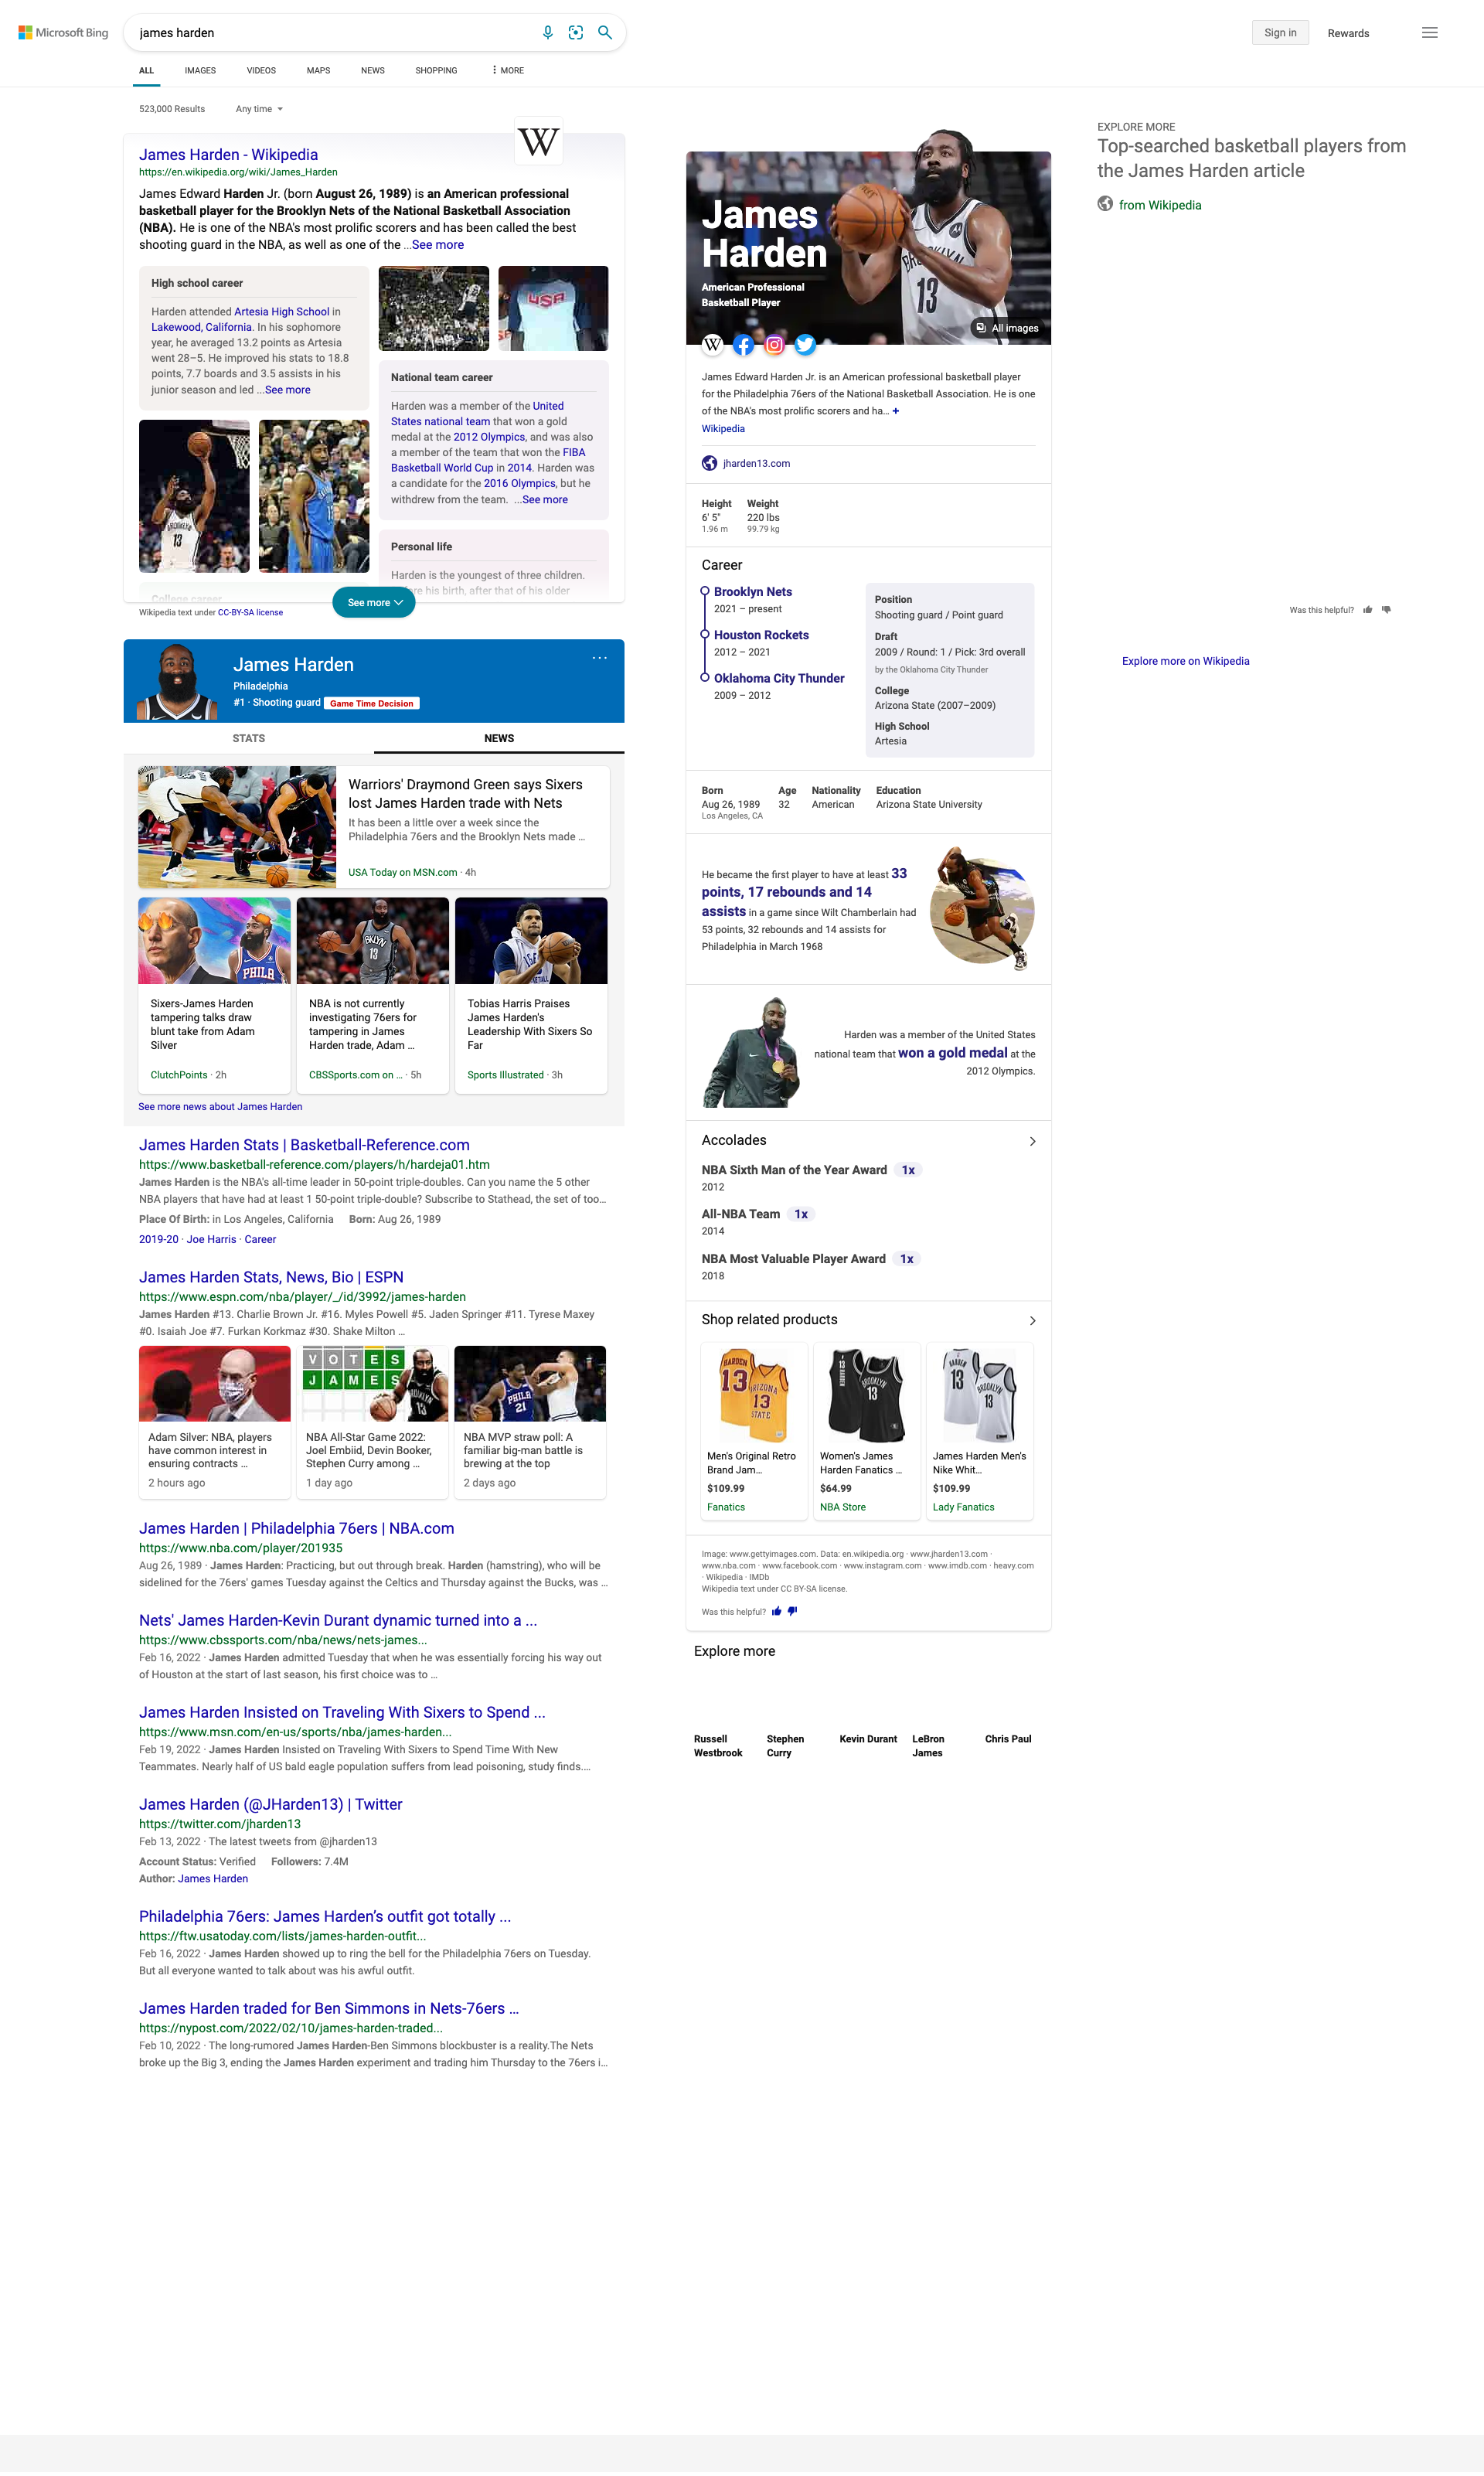 Microsoft Bing
james harden
Sign in
Rewards
ALL
IMAGES
VIDEOS
MAPS
NEWS
SHOPPING
MORE
523,000 Results
Any time
James Harden - Wikipedia
https://en.wikipedia.org/wiki/James_Harden
James Edward Harden Jr. (born August 26, 1989) is an American professional
basketball player for the Brooklyn Nets of the National Basketball Association
(NBA). He is one of the NBA's most prolific scorers and has been called the best
shooting guard in the NBA, as well as one of the ...See more
W
High school career
Harden attended Artesia High School in
Lakewood, California. In his sophomore
year, he averaged 13.2 points as Artesia
went 28–5. He improved his stats to 18.8
points, 7.7 boards and 3.5 assists in his
junior season and led ...See more
USA
National team career
Harden was a member of the United
States national team that won a gold
medal at the 2012 Olympics, and was also
a member of the team that won the FIBA
Basketball World Cup in 2014. Harden was
a candidate for the 2016 Olympics, but he
withdrew from the team. ...See more
BROOKLYN
13
Personal life
Harden is the youngest of three children.
his birth, after that of his older
College career
See more
Wikipedia text under CC-BY-SA license
James Harden
Philadelphia
#1 · Shooting guard Game Time Decision
STATS
NEWS
Warriors' Draymond Green says Sixers
lost James Harden trade with Nets
It has been a little over a week since the
Philadelphia 76ers and the Brooklyn Nets made ...
USA Today on MSN.com · 4h
PHILA
13
Sixers-James Harden
tampering talks draw
blunt take from Adam
Silver
ClutchPoints · 2h
NBA is not currently
investigating 76ers for
tampering in James
Harden trade, Adam ...
CBSSports.com on ... · 5h
Tobias Harris Praises
James Harden's
Leadership With Sixers So
Far
Sports Illustrated · 3h
See more news about James Harden
James Harden Stats | Basketball-Reference.com
https://www.basketball-reference.com/players/h/hardeja01.htm
James Harden is the NBA's all-time leader in 50-point triple-doubles. Can you name the 5 other
NBA players that have had at least 1 50-point triple-double? Subscribe to Stathead, the set of too...
Place Of Birth: in Los Angeles, California Born: Aug 26, 1989
2019-20 · Joe Harris · Career
James Harden Stats, News, Bio | ESPN
https://www.espn.com/nba/player/_/id/3992/james-harden
James Harden #13. Charlie Brown Jr. #16. Myles Powell #5. Jaden Springer #11. Tyrese Maxey
#0. Isaiah Joe #7. Furkan Korkmaz #30. Shake Milton ...
VOTES
JAMES
13
PHILA
21
Adam Silver: NBA, players
have common interest in
ensuring contracts ...
2 hours ago
NBA All-Star Game 2022:
Joel Embiid, Devin Booker,
Stephen Curry among ...
1 day ago
NBA MVP straw poll: A
familiar big-man battle is
brewing at the top
2 days ago
James Harden | Philadelphia 76ers | NBA.com
https://www.nba.com/player/201935
Aug 26, 1989 · James Harden: Practicing, but out through break. Harden (hamstring), who will be
sidelined for the 76ers' games Tuesday against the Celtics and Thursday against the Bucks, was ...
Nets' James Harden-Kevin Durant dynamic turned into a ...
https://www.cbssports.com/nba/news/nets-james...
Feb 16, 2022 · James Harden admitted Tuesday that when he was essentially forcing his way out
of Houston at the start of last season, his first choice was to ...
James Harden Insisted on Traveling With Sixers to Spend ...
https://www.msn.com/en-us/sports/nba/james-harden...
Feb 19, 2022 · James Harden Insisted on Traveling With Sixers to Spend Time With New
Teammates. Nearly half of US bald eagle population suffers from lead poisoning, study finds....
James Harden (@JHarden13) | Twitter
https://twitter.com/jharden13
Feb 13, 2022 · The latest tweets from @jharden13
Account Status: Verified Followers: 7.4M
Author: James Harden
Philadelphia 76ers: James Harden's outfit got totally ...
https://ftw.usatoday.com/lists/james-harden-outfit...
Feb 16, 2022 · James Harden showed up to ring the bell for the Philadelphia 76ers on Tuesday.
But all everyone wanted to talk about was his awful outfit.
James Harden traded for Ben Simmons in Nets-76ers ...
https://nypost.com/2022/02/10/james-harden-traded...
Feb 10, 2022 · The long-rumored James Harden-Ben Simmons blockbuster is a reality.The Nets
broke up the Big 3, ending the James Harden experiment and trading him Thursday to the 76ers i...
James
Harden
American Professional
Basketball Player
13
All images
James Edward Harden Jr. is an American professional basketball player
for the Philadelphia 76ers of the National Basketball Association. He is one
of the NBA's most prolific scorers and ha... +
Wikipedia
jharden13.com
Height Weight
6' 5" 220 lbs
1.96 m 99.79 kg
Career
Brooklyn Nets
2021 – present
Houston Rockets
2012 – 2021
Oklahoma City Thunder
2009 – 2012
Position
Shooting guard / Point guard
Draft
2009 / Round: 1 / Pick: 3rd overall
by the Oklahoma City Thunder
College
Arizona State (2007–2009)
High School
Artesia
Born Age Nationality Education
Aug 26, 1989 32 American Arizona State University
Los Angeles, CA
He became the first player to have at least 33
points, 17 rebounds and 14
assists in a game since Wilt Chamberlain had
53 points, 32 rebounds and 14 assists for
Philadelphia in March 1968
Harden was a member of the United States
national team that won a gold medal at the
2012 Olympics.
Accolades
NBA Sixth Man of the Year Award 1x
2012
All-NBA Team 1x
2014
NBA Most Valuable Player Award 1x
2018
Shop related products
HARDEN
13
ARIZONA
13
STATE
13
BROOKLYN
13
Men's Original Retro
Brand Jam...
$109.99
Fanatics
Women's James
Harden Fanatics ...
$64.99
NBA Store
James Harden Men's
Nike Whit...
$109.99
Lady Fanatics
Image: www.gettyimages.com. Data: en.wikipedia.org · www.jharden13.com ·
www.nba.com · www.facebook.com · www.instagram.com · www.imdb.com · heavy.com
· Wikipedia · IMDb
Wikipedia text under CC BY-SA license.
Was this helpful?
Explore more
Russell
Westbrook
Stephen
Curry
Kevin Durant
LeBron
James
Chris Paul
EXPLORE MORE
Top-searched basketball players from
the James Harden article
from Wikipedia
Was this helpful?
Explore more on Wikipedia